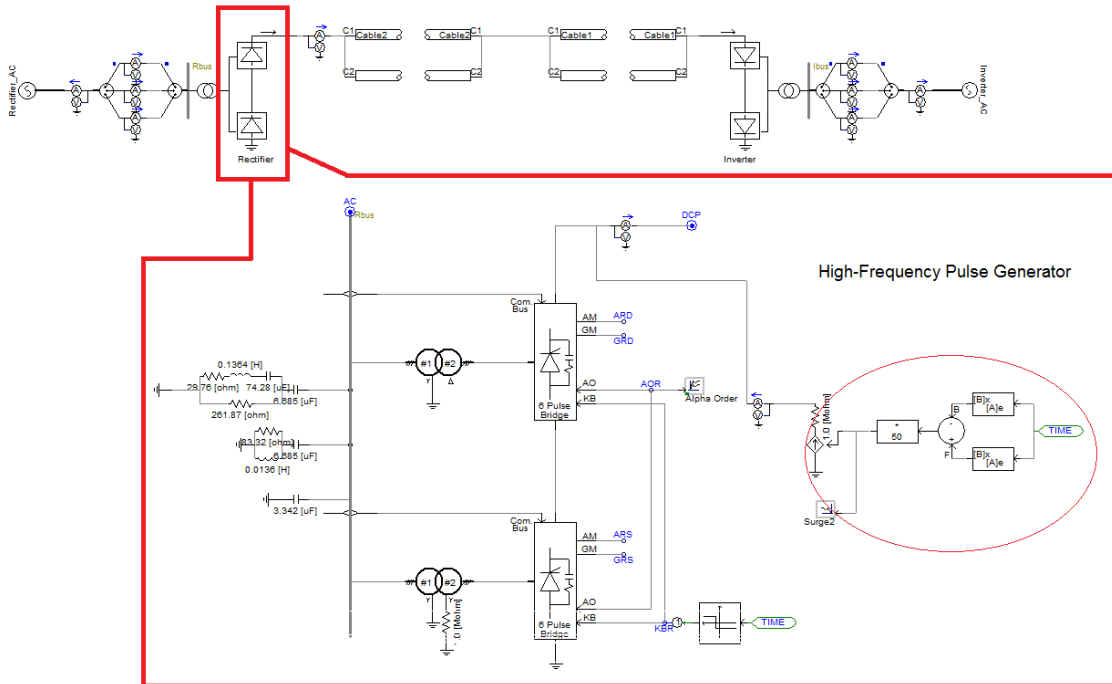 Rectifier_AC
A
V
A
V
A
V
A
V
Rbus
Rectifier
A
V
C1
Cable2
C2
Cable2
C1
C2
C1
Cable1
C2
Cable1
C1
C2
Inverter
Ibus
A
V
A
V
A
V
A
V
Inverter_AC
AC
Rbus
A
V
DCP
High-Frequency Pulse Generator
Com.
Bus
AM
ARD
GM
GRD
#1
#2
Y
Δ
AO
AOR
KB
Alpha Order
6 Pulse
Bridge
0.1364 [H]
29.76 [ohm]
74.28 [uF]
6.685 [uF]
261.87 [ohm]
83.32 [ohm]
6.685 [uF]
0.0136 [H]
3.342 [uF]
A
V
1.0 [Mohm]
*
50
B
-
+
F
[B]x
[A]e
[B]x
[A]e
TIME
Surge2
Com.
Bus
AM
ARS
GM
GRS
#1
#2
Y
Y
AO
KB
6 Pulse
Bridge
KBR
TIME